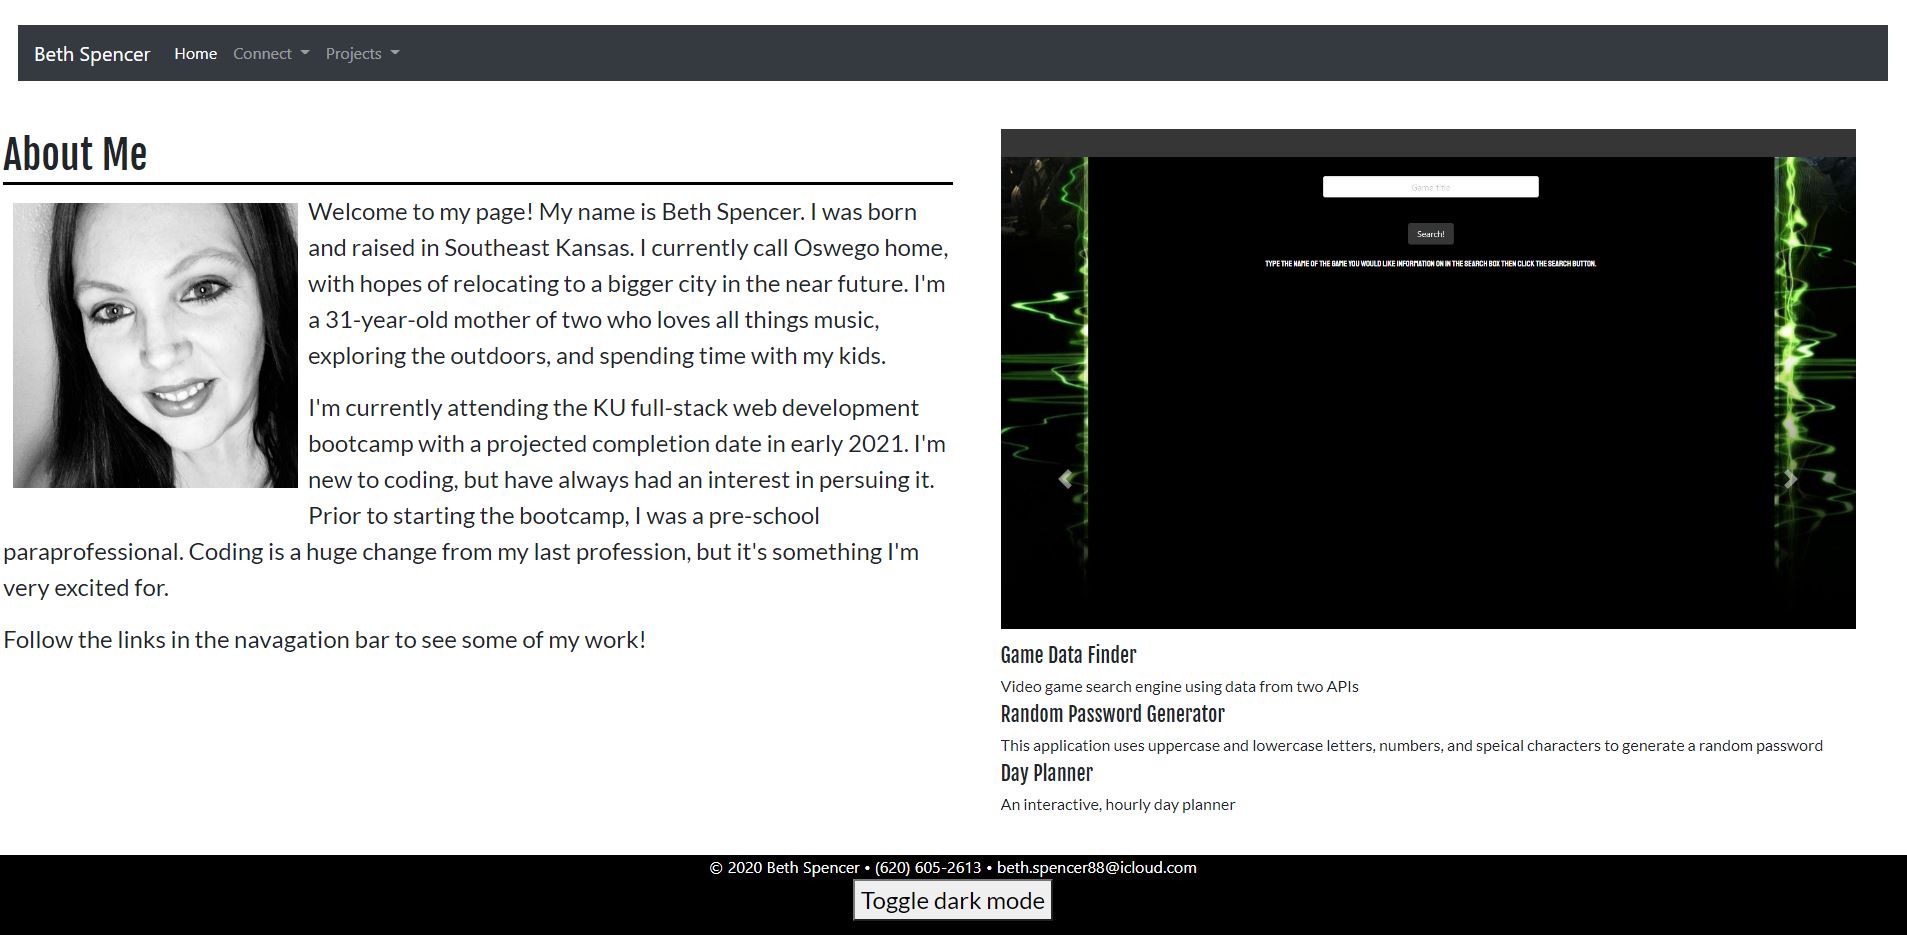 Beth Spencer Home Connect Projects
About Me
Welcome to my page! My name is Beth Spencer. I was born
and raised in Southeast Kansas. I currently call Oswego home,
with hopes of relocating to a bigger city in the near future. I'm
a 31-year-old mother of two who loves all things music,
exploring the outdoors, and spending time with my kids.
I'm currently attending the KU full-stack web development
bootcamp with a projected completion date in early 2021. I'm
new to coding, but have always had an interest in persuing it.
Prior to starting the bootcamp, I was a pre-school
paraprofessional. Coding is a huge change from my last profession, but it's something I'm
very excited for.
Follow the links in the navagation bar to see some of my work!
Game title
Search!
TYPE THE NAME OF THE GAME YOU WOULD LIKE INFORMATION ON IN THE SEARCH BOX THEN CLICK THE SEARCH BUTTON.
Game Data Finder
Video game search engine using data from two APIs
Random Password Generator
This application uses uppercase and lowercase letters, numbers, and speical characters to generate a random password
Day Planner
An interactive, hourly day planner
© 2020 Beth Spencer • (620) 605-2613 • beth.spencer88@icloud.com
Toggle dark mode